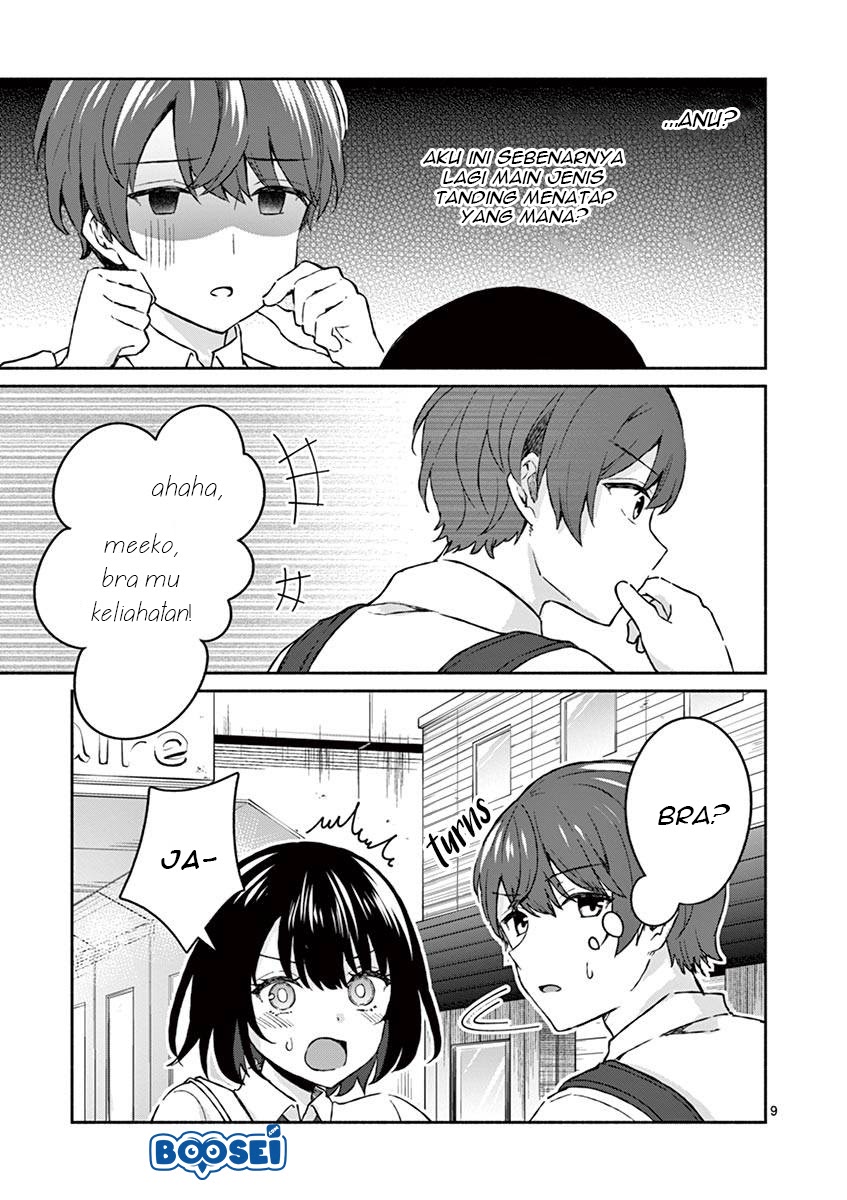 ...ANU?
AKU INI SEBENARNYA
LAGI MAIN JENIS
TANDING MENATAP
YANG MANA?
ahaha,
meeko,
bra mu
keliahatan!
BRA?
turns
JA-
9
BOOSEI
.com